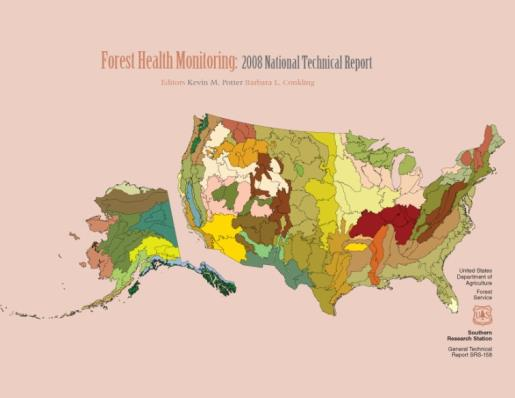 Forest Health Monitoring: 2008 National Technical Report
Editors Kevin M. Potter Barbara L. Conkling
United States
Department of
Agriculture
Forest
Service
Southern
Research Station
General Technical
Report SRS-158